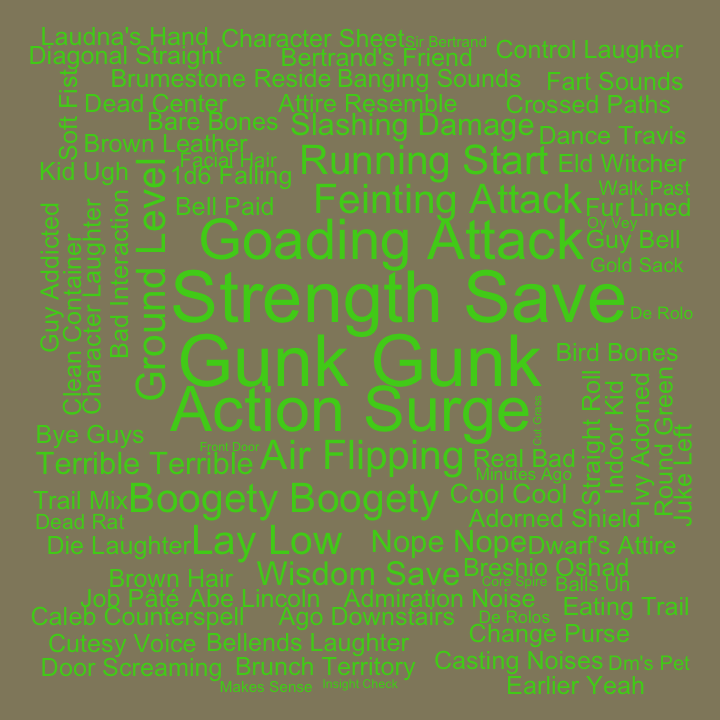 Laudna's Hand
Character Sheet
Sir Bertrand
Diagonal Straight
Bertrand's Friend
Control Laughter
Brumestone Reside
Banging Sounds
Fart Sounds
Soft Fist
Dead Center
Attire Resemble
Crossed Paths
Bare Bones
Slashing Damage
Dance Travis
Brown Leather
Facial Hair
Running Start
Eld Witcher
Kid Ugh
1d6 Falling
Walk Past
Bell Paid
Feinting Attack
Fur Lined
Oy Vey
Guy Addicted
Clean Container
Character Laughter
Bad Interaction
Ground Level
Goading Attack
Guy Bell
Gold Sack
Strength Save
De Rolo
Gunk Gunk
Bird Bones
Action Surge
Cul Gratis
Straight Roll
Indoor Kid
Ivy Adorned
Round Green
Juke Left
Bye Guys
Front Door
Terrible Terrible
Air Flipping
Real Bad
Minutes Ago
Trail Mix
Boogety Boogety
Cool Cool
Dead Rat
Adorned Shield
Die Laughter
Lay Low
Nope Nope
Dwarf's Attire
Brown Hair
Wisdom Save
Breshio Oshad
Core Spire
Balls Uh
Job Pâté
Abe Lincoln
Admiration Noise
Eating Trail
Caleb Counterspell
Ago Downstairs
De Rolos
Change Purse
Cutesy Voice
Bellends Laughter
Door Screaming
Brunch Territory
Casting Noises
Dm's Pet
Makes Sense
Insight Check
Earlier Yeah